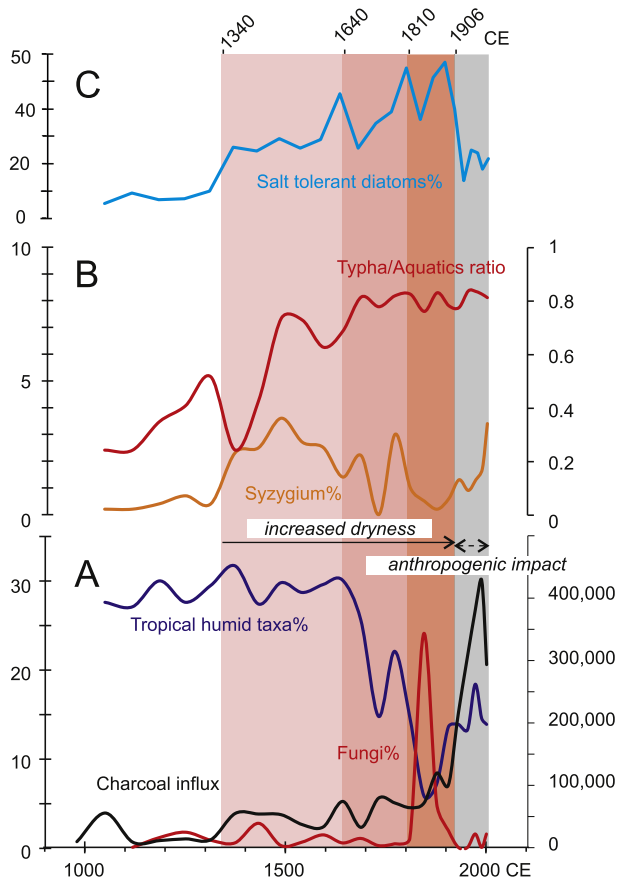 1340 1640 1810 1906 CE
50
40
20
0
C
Salt tolerant diatoms%
10
5
0
B
Typha/Aquatics ratio
1
0.8
0.6
0.4
0.2
0
Syzygium%
increased dryness
anthropogenic impact
A
30
20
10
0
Tropical humid taxa%
Fungi%
Charcoal influx
400,000
300,000
200,000
100,000
0
1000 1500 2000 CE